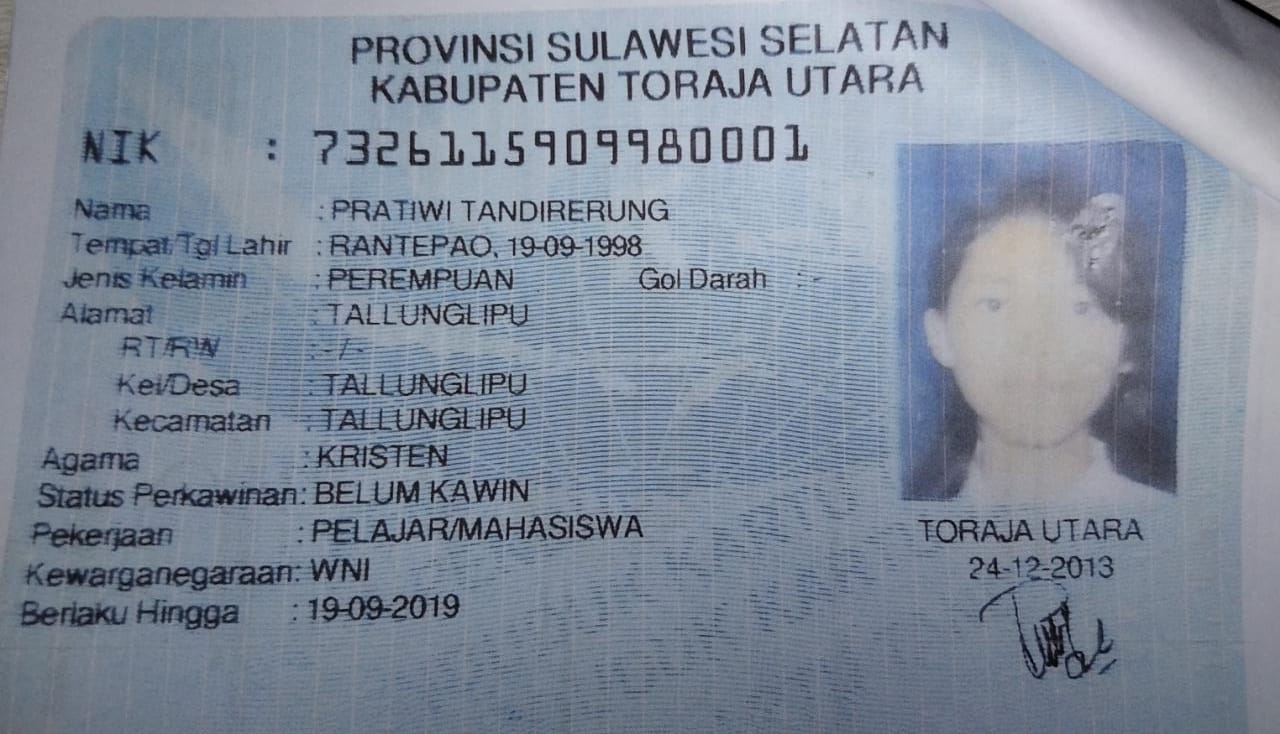 PROVINSI SULAWESI SELATAN
KABUPATEN TORAJA UTARA
NIK : 7326115909980001
Nama : PRATIWI TANDIRERUNG
Tempat/Tgl Lahir : RANTEPAO, 19-09-1998
Jenis Kelamin : PEREMPUAN Gol Darah : -
Alamat : TALLUNGLIPU
RT/RW : -/-
Kel/Desa : TALLUNGLIPU
Kecamatan : TALLUNGLIPU
Agama : KRISTEN
Status Perkawinan: BELUM KAWIN
Pekerjaan : PELAJAR/MAHASISWA
Kewarganegaraan: WNI
Berlaku Hingga : 19-09-2019
TORAJA UTARA
24-12-2013